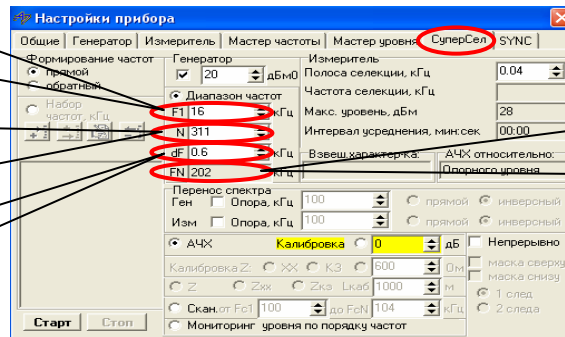 Настройки прибора
Общие Генератор Измеритель Мастер частоты Мастер уровня СуперСел SYNC
Формирование частот
прямой
обратный
Набор частот, кГц
Старт Стоп
Генератор
20 дБм0
Диапазон частот
F1 16 кГц
N 311
dF 0.6 кГц
FN 202 кГц
Измеритель
Полоса селекции, кГц 0.04
Частота селекции, кГц
Макс. уровень, дБм 28
Интервал усреднения, мин:сек 00:00
Взвеш.характер-ка: АЧХ относительно:
Опорного уровня
Перенос спектра
Ген Опора, кГц 100 прямой инверсный
Изм Опора, кГц 100 прямой инверсный
АЧХ Калибровка 0 дБ Непрерывно
Калибровка Z: XX КЗ 600 Ом маска сверху
маска снизу
Z Zxx Zкз Lкаб 1000 м 1 след
Скан.от Fc1 100 до FcN 104 кГц 2 следа
Мониторинг уровня по порядку частот